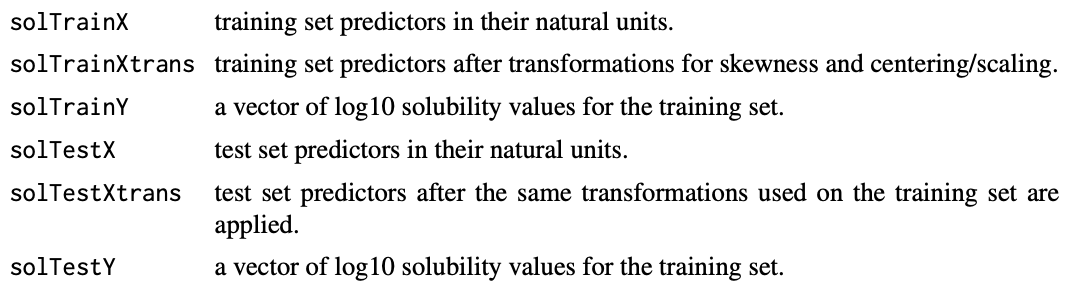 solTrainX training set predictors in their natural units.
solTrainXtrans training set predictors after transformations for skewness and centering/scaling.
solTrainY a vector of log10 solubility values for the training set.
solTestX test set predictors in their natural units.
solTestXtrans test set predictors after the same transformations used on the training set are
applied.
solTestY a vector of log10 solubility values for the training set.